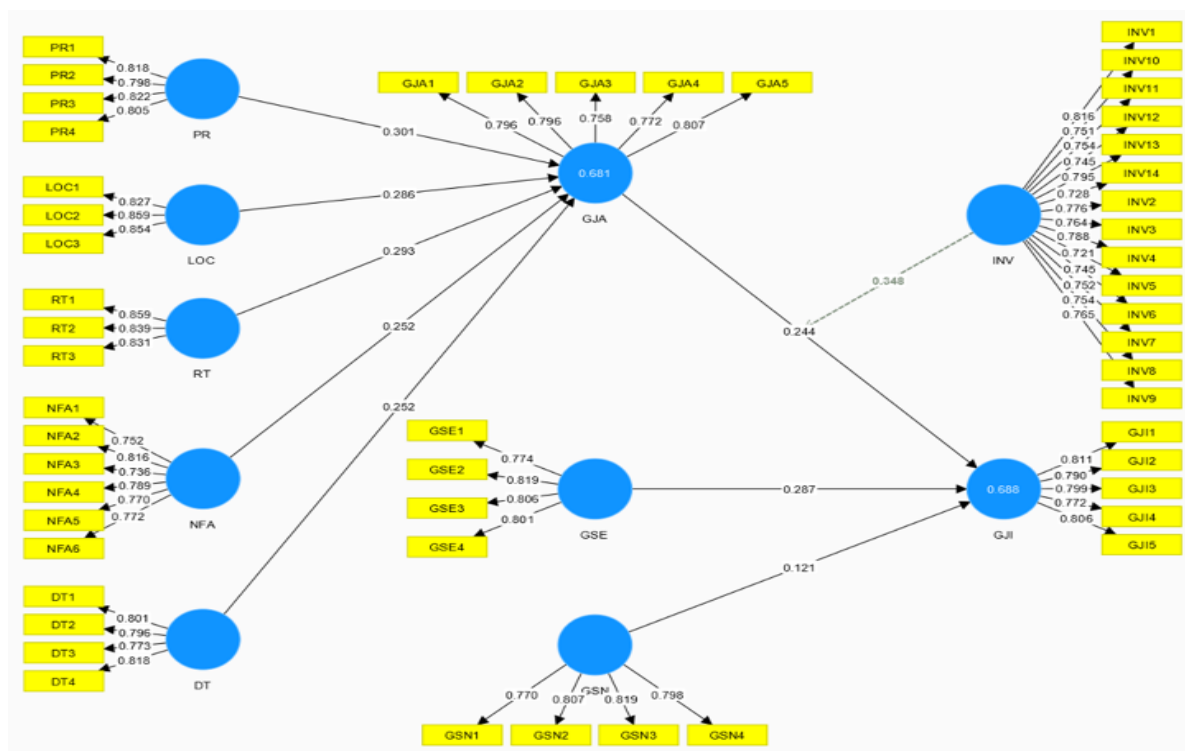 PR1
PR2
PR3
PR4
0.818
0.798
0.822
0.805
PR
0.301
LOC1
LOC2
LOC3
0.827
0.859
0.854
LOC
0.286
RT1
RT2
RT3
0.859
0.839
0.831
RT
0.293
NFA1
NFA2
NFA3
NFA4
NFA5
NFA6
0.752
0.816
0.736
0.789
0.770
0.772
NFA
0.252
DT1
DT2
DT3
DT4
0.801
0.796
0.773
0.818
DT
0.252
GJA1
GJA2
GJA3
GJA4
GJA5
0.796
0.796
0.758
0.772
0.807
0.681
GJA
0.244
0.348
GSE1
GSE2
GSE3
GSE4
0.774
0.819
0.806
0.801
GSE
0.287
GSN
0.121
0.770
0.807
0.819
0.798
GSN1
GSN2
GSN3
GSN4
INV
0.816
0.751
0.754
0.745
0.795
0.728
0.776
0.764
0.788
0.721
0.745
0.752
0.754
0.765
INV1
INV10
INV11
INV12
INV13
INV14
INV2
INV3
INV4
INV5
INV6
INV7
INV8
INV9
0.688
GJI
0.811
0.790
0.799
0.772
0.806
GJI1
GJI2
GJI3
GJI4
GJI5